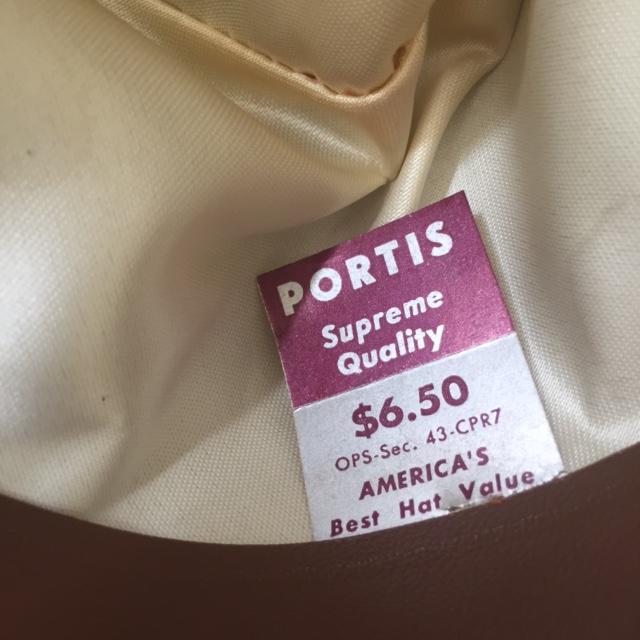 PORTIS
Supreme
Quality
$6.50
OPS-Sec. 43-CPR7
AMERICA'S
Best Hat Value